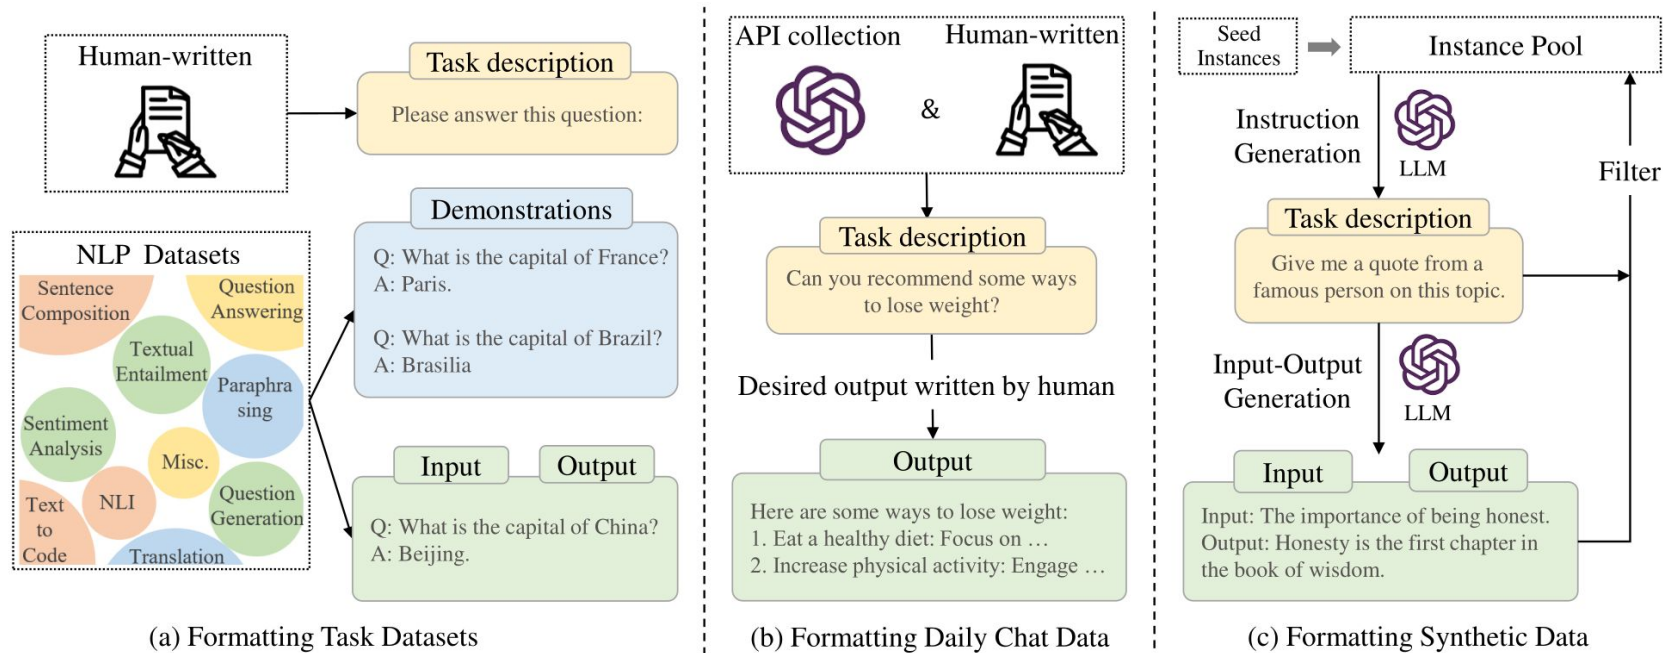 Human-written
Task description
Please answer this question:
NLP Datasets
Sentence
Composition
Question
Answering
Textual
Entailment
Paraphra
sing
Sentiment
Analysis
Misc.
NLI
Question
Generation
Text
to
Code
Translation
Demonstrations
Q: What is the capital of France?
A: Paris.
Q: What is the capital of Brazil?
A: Brasilia
Input
Output
Q: What is the capital of China?
A: Beijing.
(a) Formatting Task Datasets
API collection
&
Human-written
Task description
Can you recommend some ways
to lose weight?
Desired output written by human
Output
Here are some ways to lose weight:
1. Eat a healthy diet: Focus on …
2. Increase physical activity: Engage …
(b) Formatting Daily Chat Data
Seed
Instances
Instance Pool
Instruction
Generation
LLM
Filter
Task description
Give me a quote from a
famous person on this topic.
Input-Output
Generation
LLM
Input
Output
Input: The importance of being honest.
Output: Honesty is the first chapter in
the book of wisdom.
(c) Formatting Synthetic Data